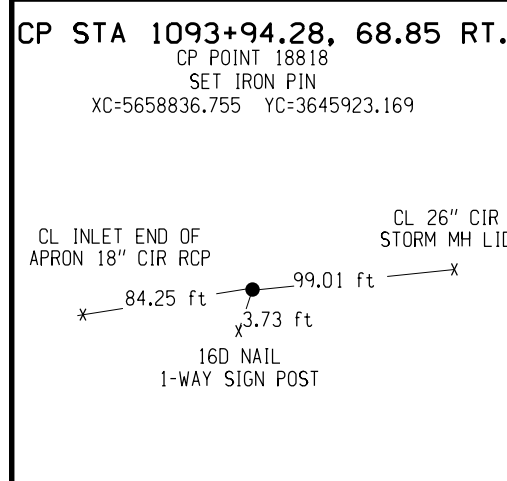 CP STA 1093+94.28, 68.85 RT.
CP POINT 18818
SET IRON PIN
XC=5658836.755 YC=3645923.169
CL 26" CIR
STORM MH LID
CL INLET END OF
APRON 18" CIR RCP
99.01 ft
84.25 ft
3.73 ft
16D NAIL
1-WAY SIGN POST